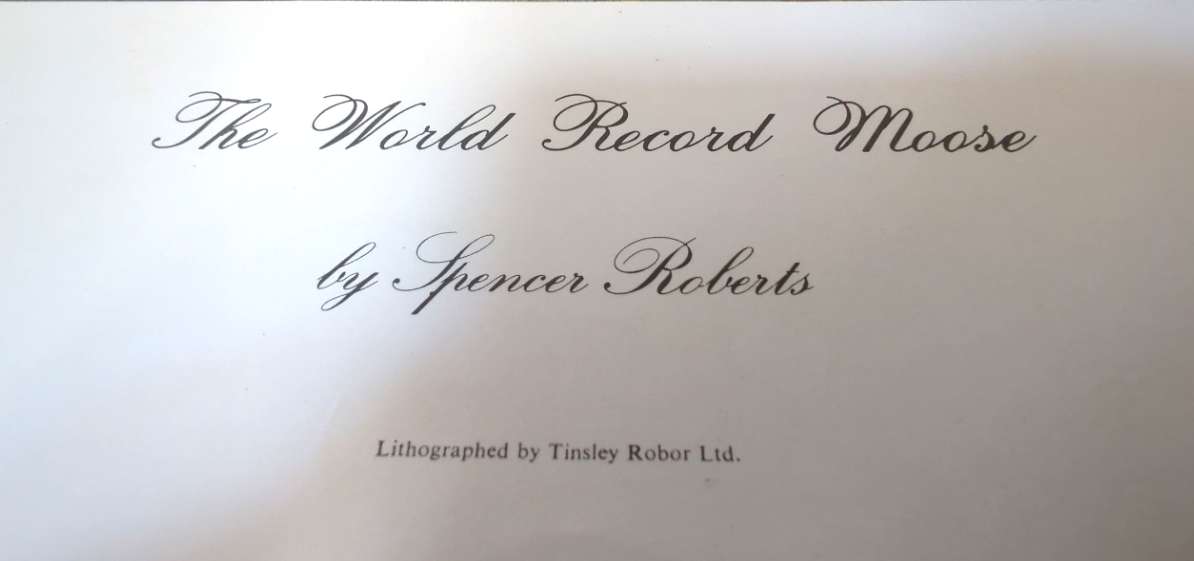 The World Record Moose
by Spencer Roberts
Lithographed by Tinsley Robor Ltd.